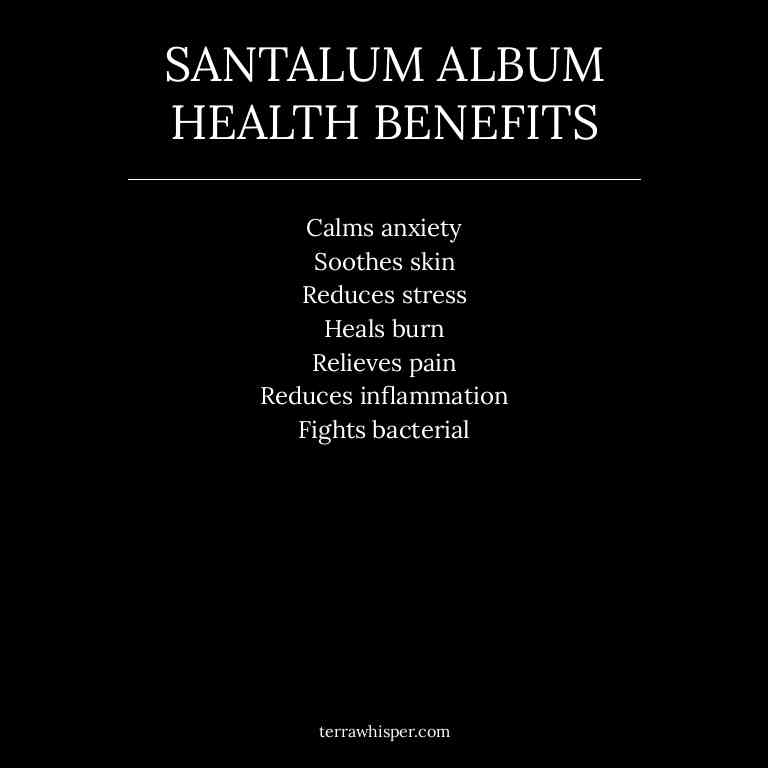 SANTALUM ALBUM
HEALTH BENEFITS
Calms anxiety
Soothes skin
Reduces stress
Heals burn
Relieves pain
Reduces inflammation
Fights bacterial
terrawhisper.com